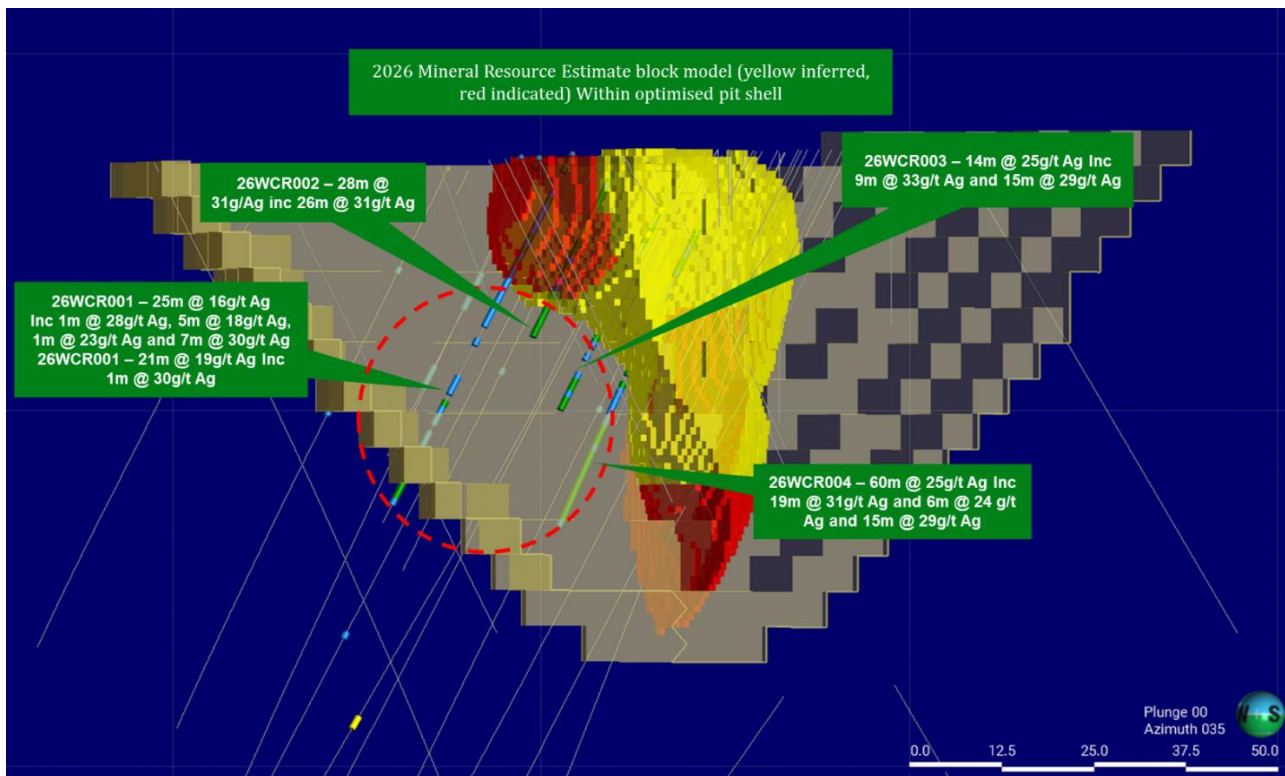 2026 Mineral Resource Estimate block model (yellow inferred,
red indicated) Within optimised pit shell
26WCR002 – 28m @
31g/Ag inc 26m @ 31g/t Ag
26WCR003 – 14m @ 25g/t Ag Inc
9m @ 33g/t Ag and 15m @ 29g/t Ag
26WCR001 – 25m @ 16g/t Ag
Inc 1m @ 28g/t Ag, 5m @ 18g/t Ag,
1m @ 23g/t Ag and 7m @ 30g/t Ag
26WCR001 – 21m @ 19g/t Ag Inc
1m @ 30g/t Ag
26WCR004 – 60m @ 25g/t Ag Inc
19m @ 31g/t Ag and 6m @ 24 g/t
Ag and 15m @ 29g/t Ag
Plunge 00
Azimuth 035
0.0 12.5 25.0 37.5 50.0